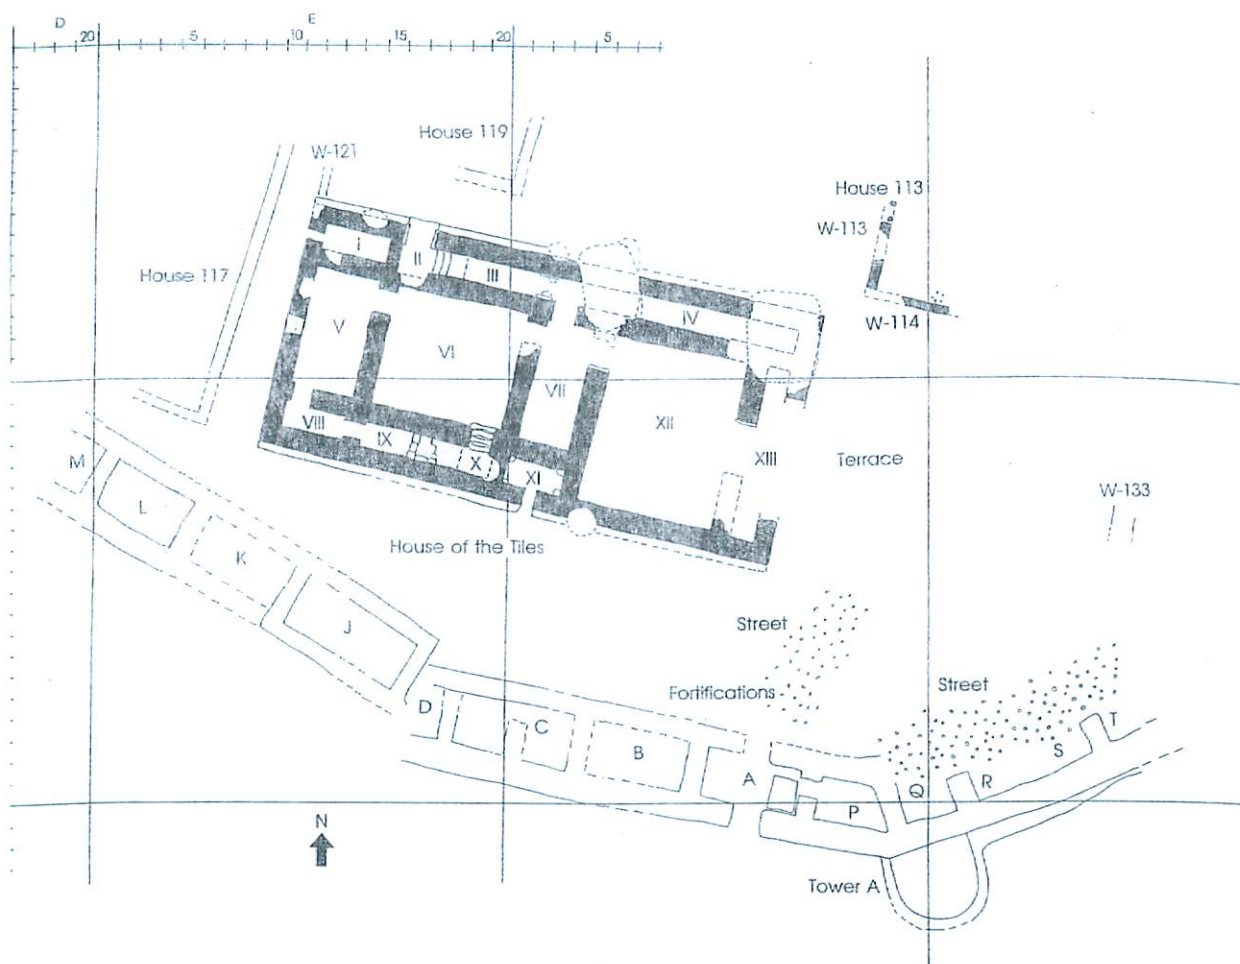 D
E
20
5
10
15
20
5
House 119
W-121
House 113
W-113
House 117
I
II
III
IV
W-114
V
VI
VII
XII
VIII
IX
X
XI
XIII
Terrace
M
L
W-133
House of the Tiles
K
J
Street
Fortifications
Street
D
C
B
A
T
S
R
Q
P
N
Tower A